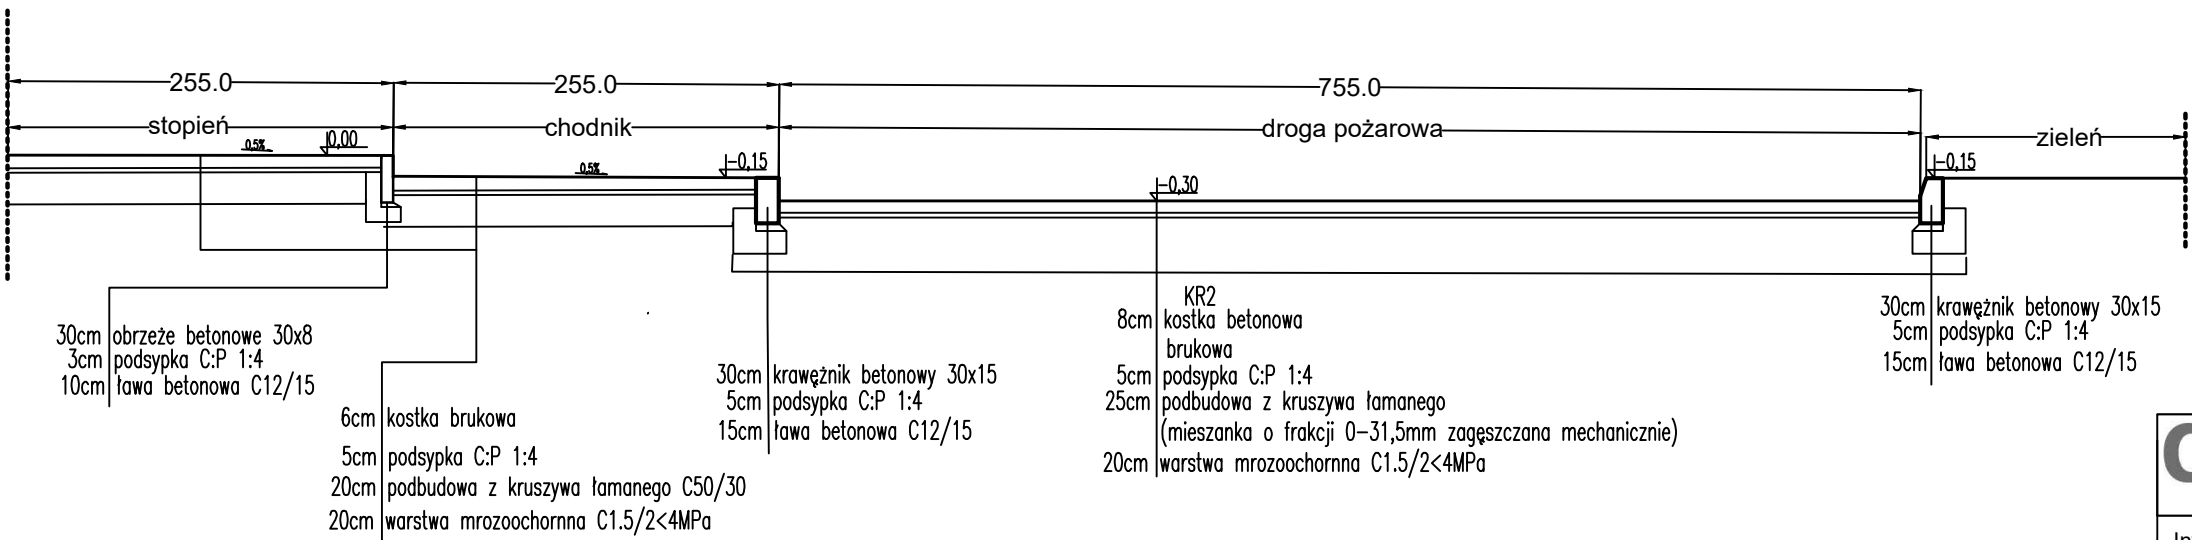 255.0
255.0
755.0
stopień
chodnik
droga pożarowa
zieleń
0,5%
0,00
0,5%
-0,15
-0,30
-0,15
30cm obrzeże betonowe 30x8
3cm podsypka C:P 1:4
10cm ława betonowa C12/15
6cm kostka brukowa
5cm podsypka C:P 1:4
20cm podbudowa z kruszywa łamanego C50/30
20cm warstwa mrozoochornna C1.5/2<4MPa
30cm krawężnik betonowy 30x15
5cm podsypka C:P 1:4
15cm ława betonowa C12/15
KR2
8cm kostka betonowa
brukowa
5cm podsypka C:P 1:4
25cm podbudowa z kruszywa łamanego
(mieszanka o frakcji 0-31,5mm zagęszczana mechanicznie)
20cm warstwa mrozoochornna C1.5/2<4MPa
30cm krawężnik betonowy 30x15
5cm podsypka C:P 1:4
15cm ława betonowa C12/15